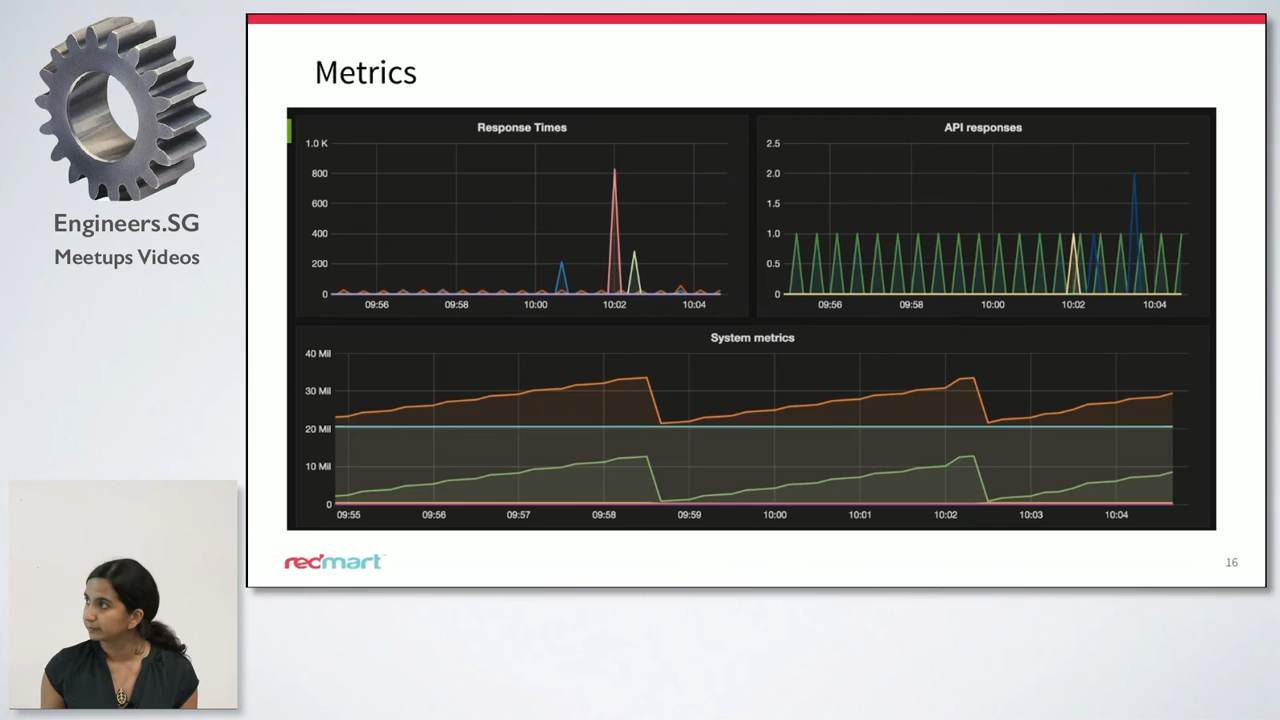 Engineers.SG
Meetups Videos
Metrics
Response Times
1.0 K
800
600
400
200
0
09:56 09:58 10:00 10:02 10:04
API responses
2.5
2.0
1.5
1.0
0.5
0
09:56 09:58 10:00 10:02 10:04
System metrics
40 Mil
30 Mil
20 Mil
10 Mil
0
09:55 09:56 09:57 09:58 09:59 10:00 10:01 10:02 10:03 10:04
redmart
16